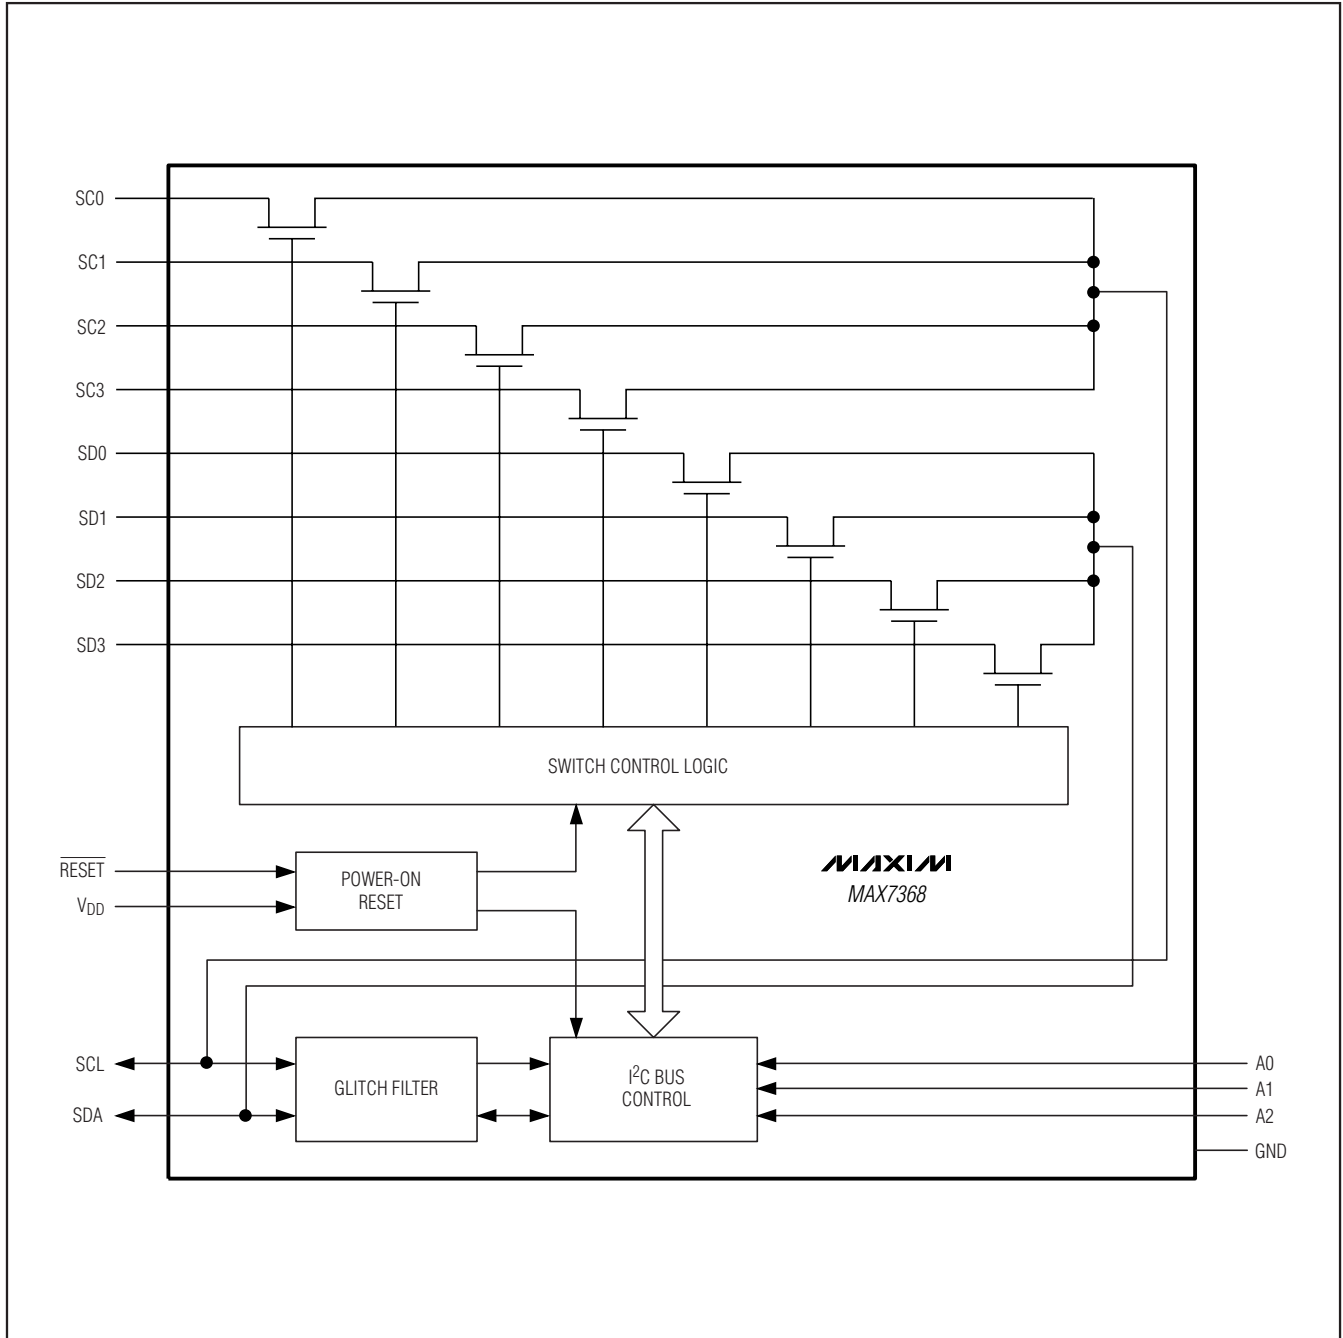 SC0
SC1
SC2
SC3
SD0
SD1
SD2
SD3
SWITCH CONTROL LOGIC
RESET
VDD
POWER-ON
RESET
MAXIM
MAX7368
SCL
SDA
GLITCH FILTER
I²C BUS
CONTROL
A0
A1
A2
GND